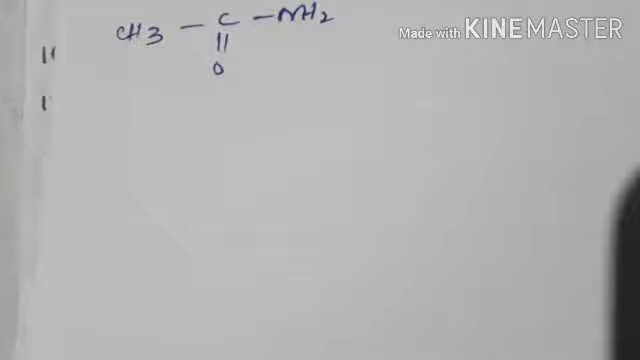 Made with KINEMASTER
CH3 — C — NH2
||
O